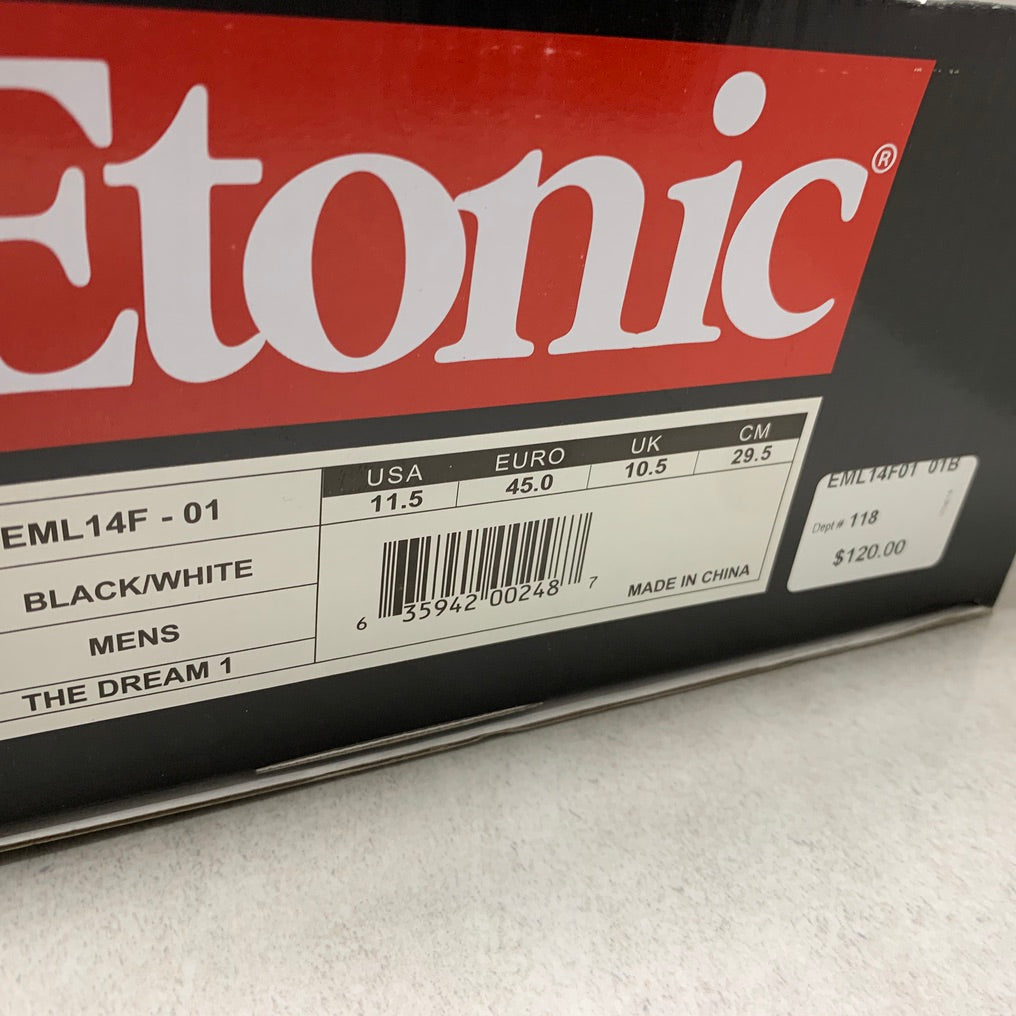 Etonic®
EML14F - 01
BLACK/WHITE
MENS
THE DREAM 1
USA EURO UK CM
11.5 45.0 10.5 29.5
6 35942 00248 7
MADE IN CHINA
EML14F01 01B
Dept# 118
$120.00